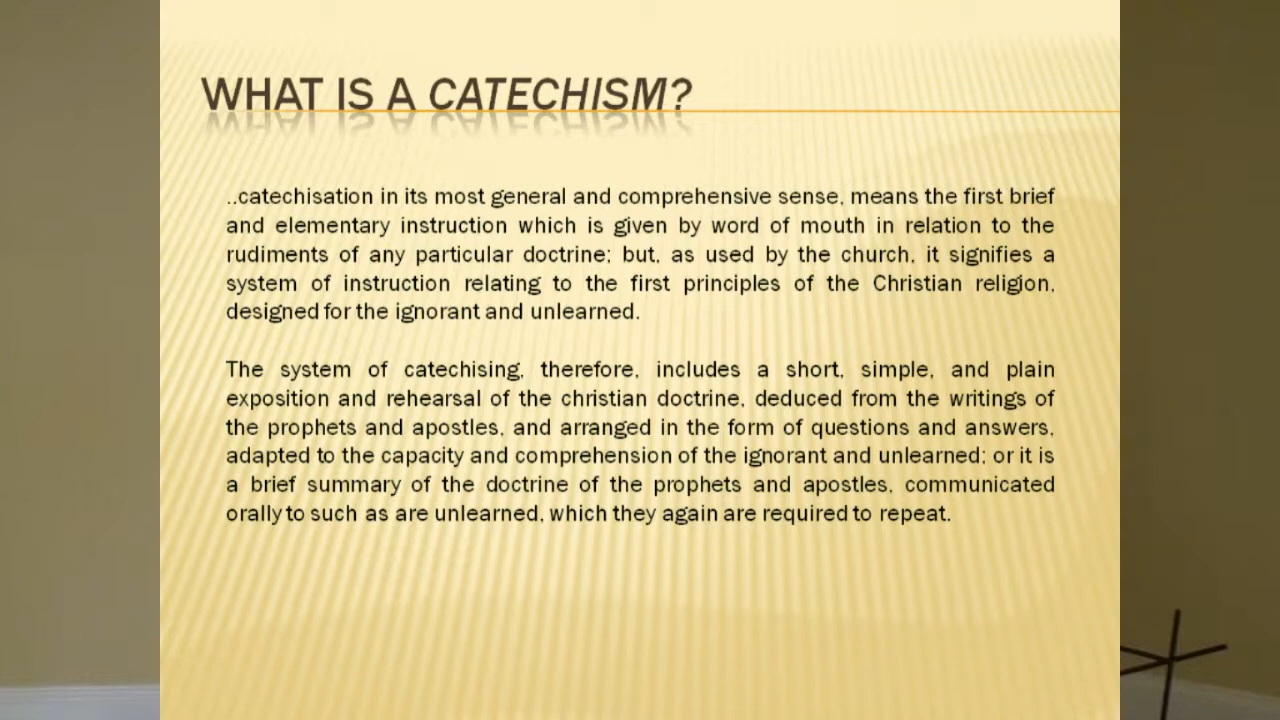 WHAT IS A CATECHISM?
..catechisation in its most general and comprehensive sense, means the first brief
and elementary instruction which is given by word of mouth in relation to the
rudiments of any particular doctrine; but, as used by the church, it signifies a
system of instruction relating to the first principles of the Christian religion,
designed for the ignorant and unlearned.
The system of catechising, therefore, includes a short, simple, and plain
exposition and rehearsal of the christian doctrine, deduced from the writings of
the prophets and apostles, and arranged in the form of questions and answers,
adapted to the capacity and comprehension of the ignorant and unlearned; or it is
a brief summary of the doctrine of the prophets and apostles, communicated
orally to such as are unlearned, which they again are required to repeat.